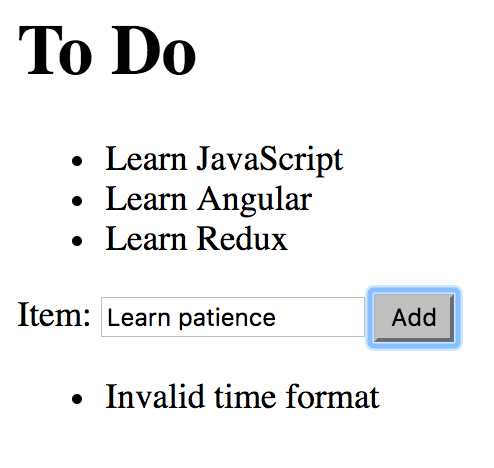 To Do
Learn JavaScript
Learn Angular
Learn Redux
Item: Learn patience Add
Invalid time format